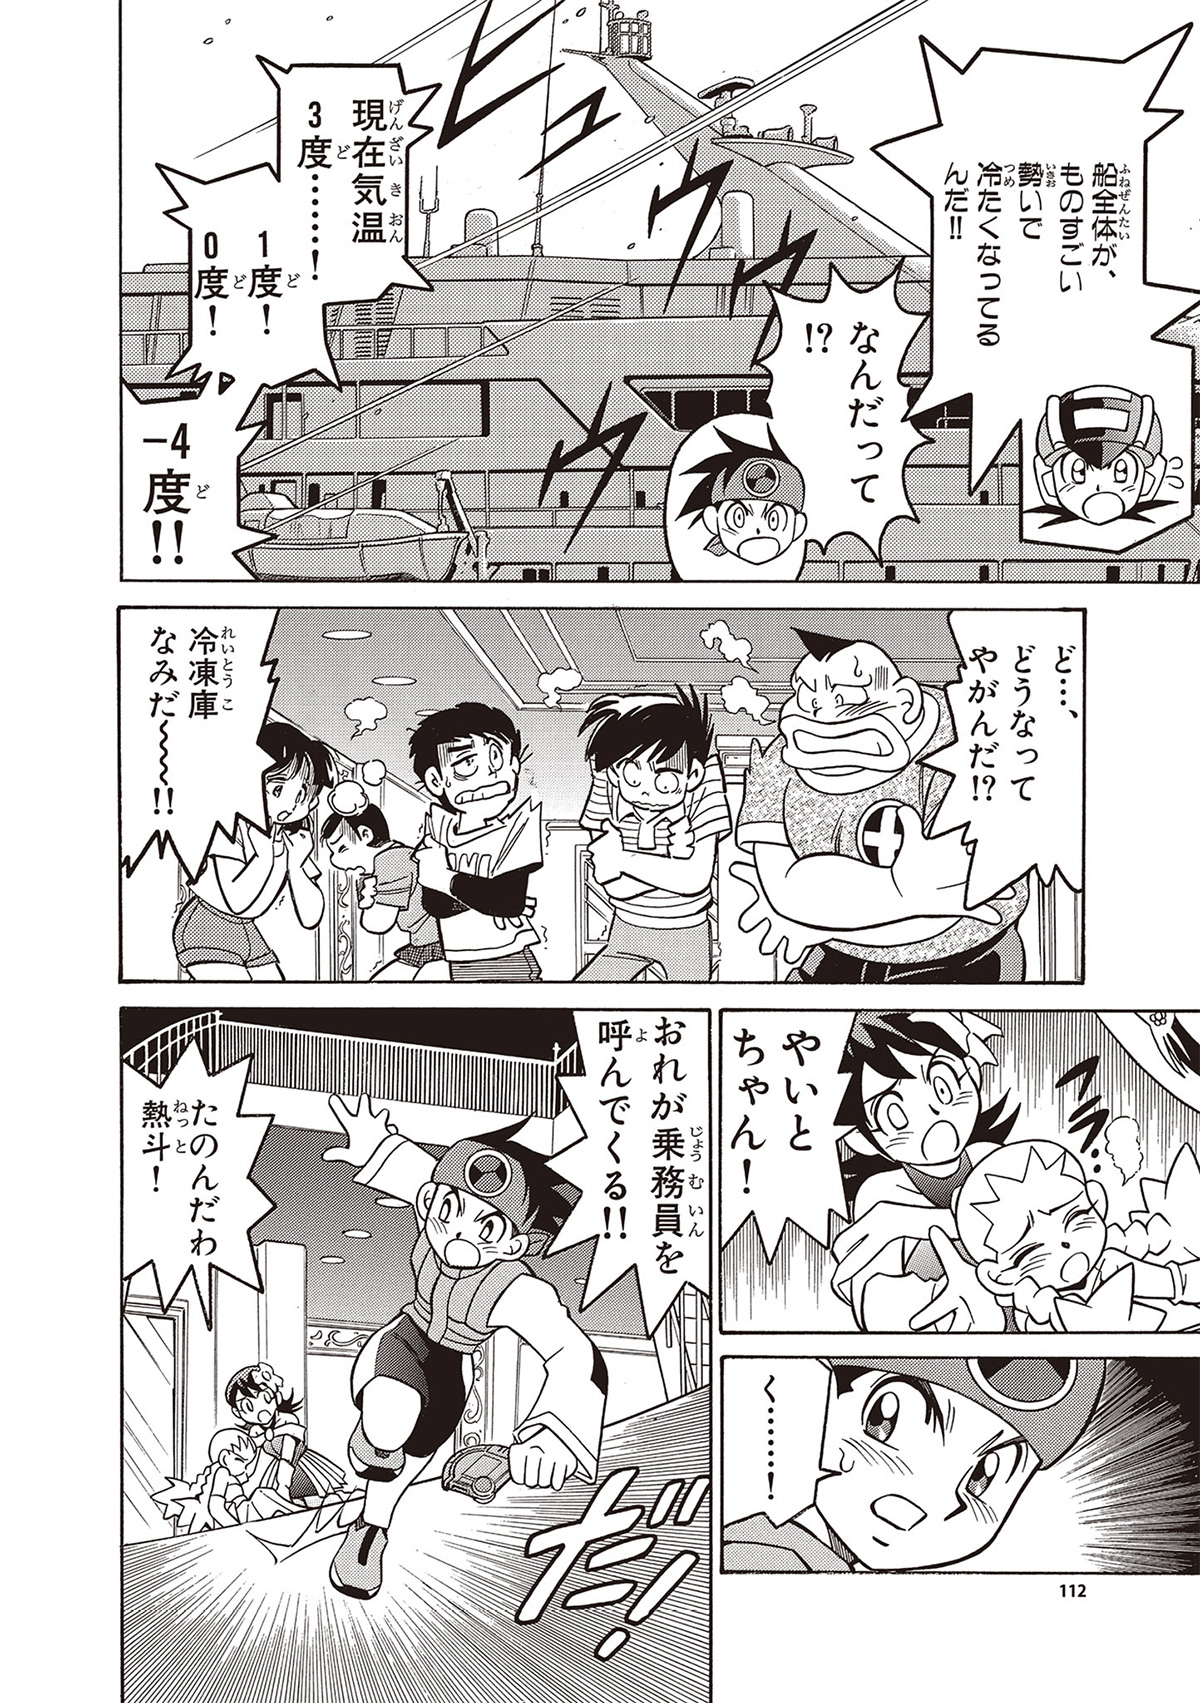 船全体が、
ものすごい
勢いで
冷たくなってる
んだ!!
なんだって
!?
ビュウウウ
現在気温
3度……！
1度！
0度！
−4度!!
ど…、
どうなって
やがんだ!?
冷凍庫
なみだ〜〜!!
やいと
ちゃん！
く……！
おれが乗務員を
呼んでくる!!
たのんだわ
熱斗！
ダッ！
112